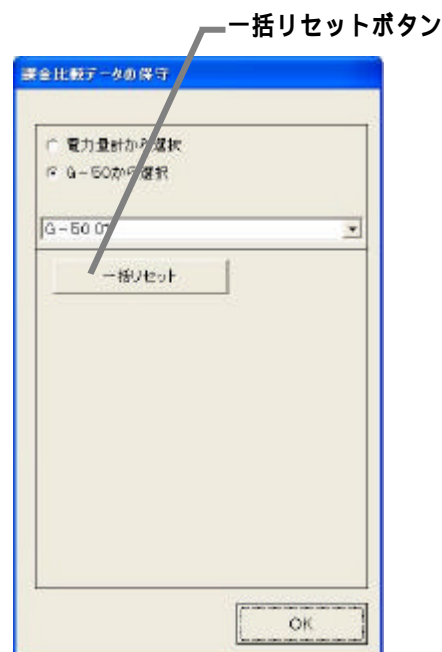 一括リセットボタン
課金比較データの保守
電力量計から選択
G-50から選択
G-50 01
一括リセット
OK